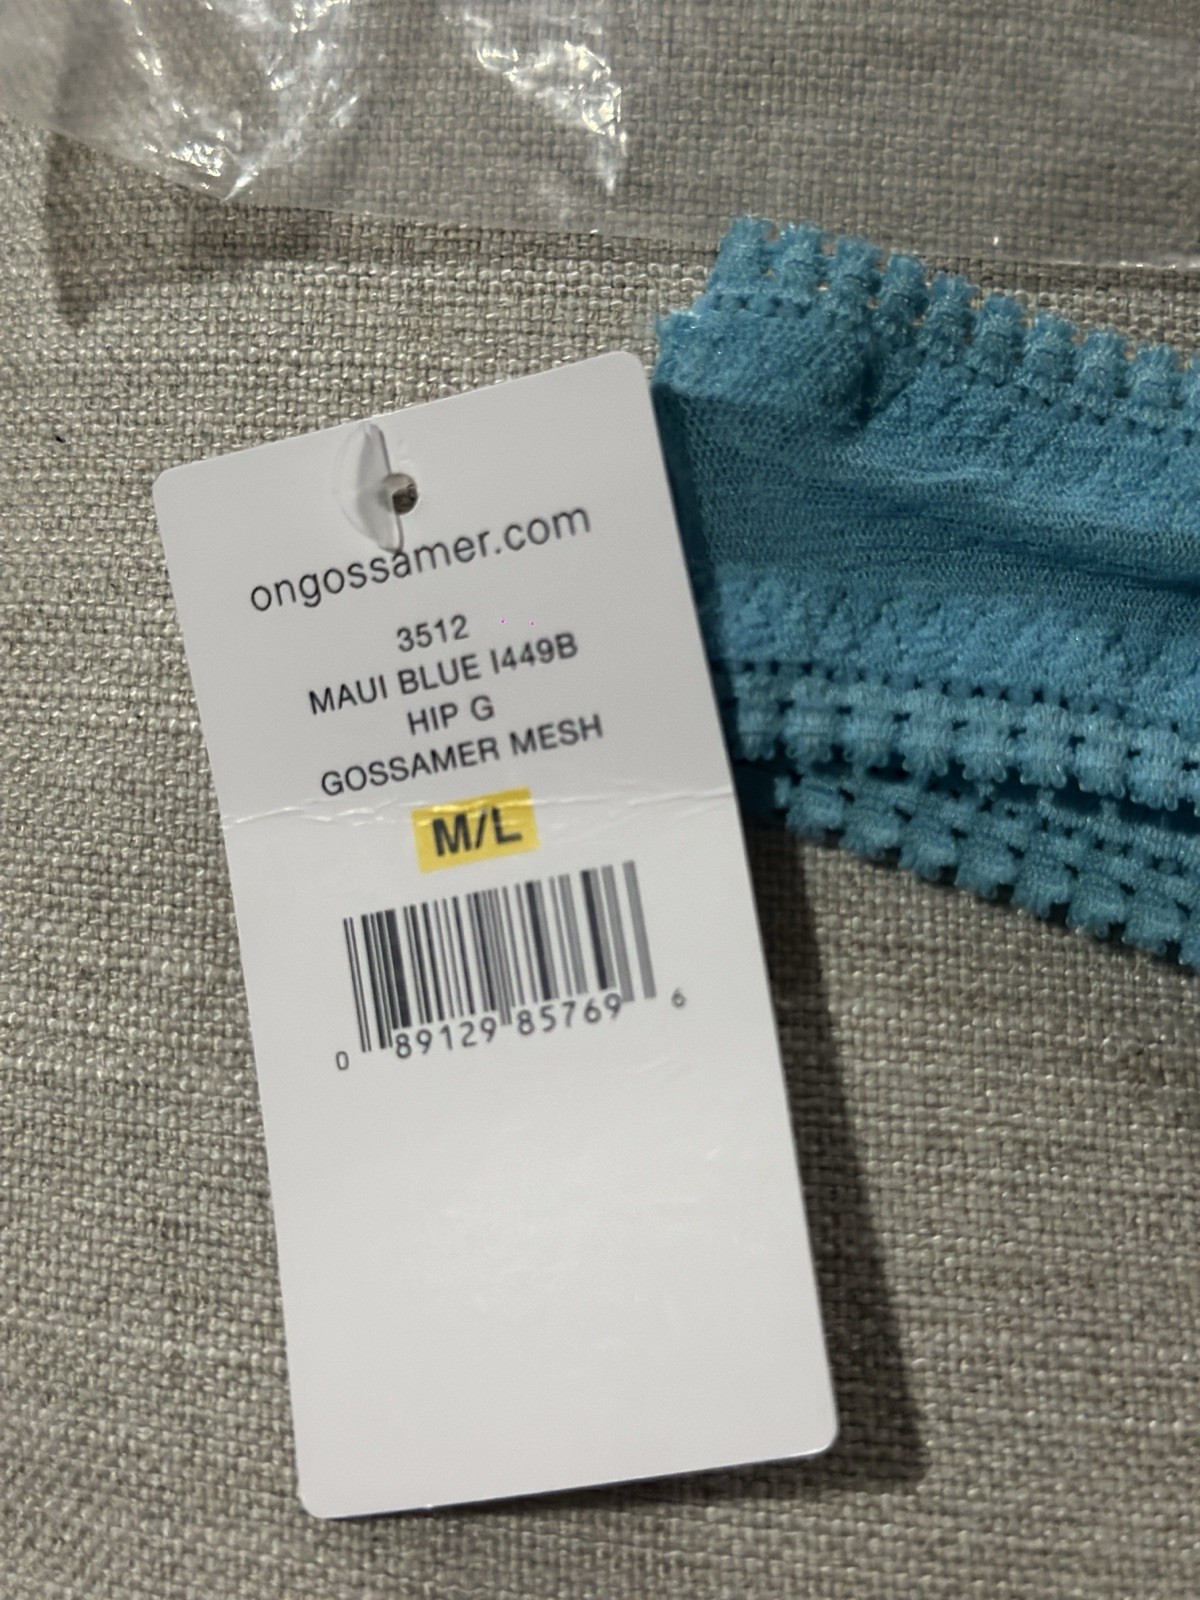 ongossamer.com
3512
MAUI BLUE I449B
HIP G
GOSSAMER MESH
M/L
0 89129 85769 6